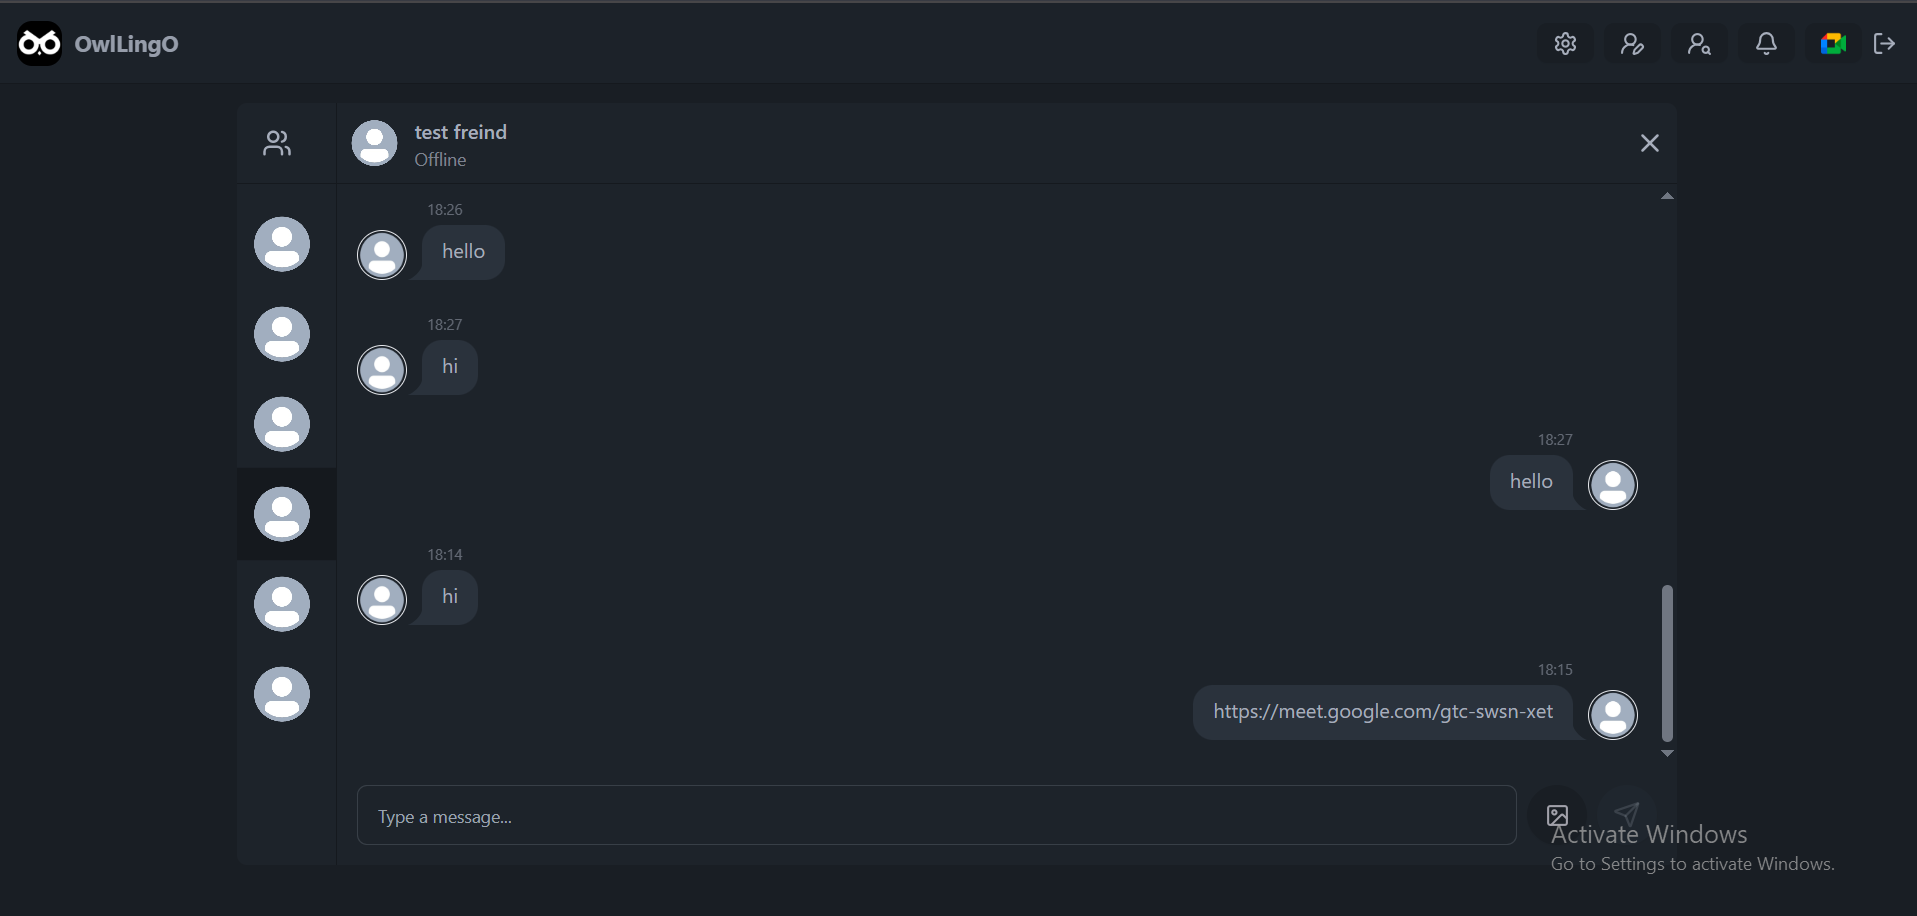 OwlLingO
test freind
Offline
18:26
hello
18:27
hi
18:27
hello
18:14
hi
18:15
https://meet.google.com/gtc-swsn-xet
Type a message...
Activate Windows
Go to Settings to activate Windows.